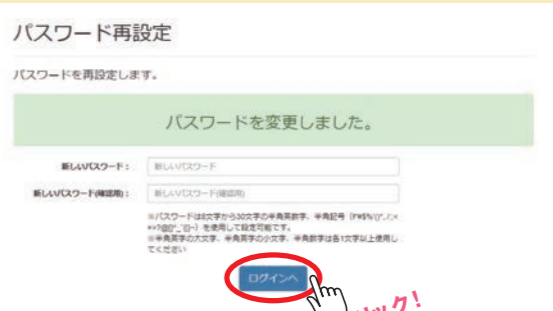 パスワード再設定
パスワードを再設定します。
パスワードを変更しました。
新しいパスワード：
新しいパスワード
新しいパスワード(確認用)：
新しいパスワード(確認用)
※パスワードは8文字から30文字の半角英数字、半角記号
を使用して設定可能です。
※半角英字の大文字、半角英字の小文字、半角数字は各1文字以上使用し
てください
ログインへ
ック!